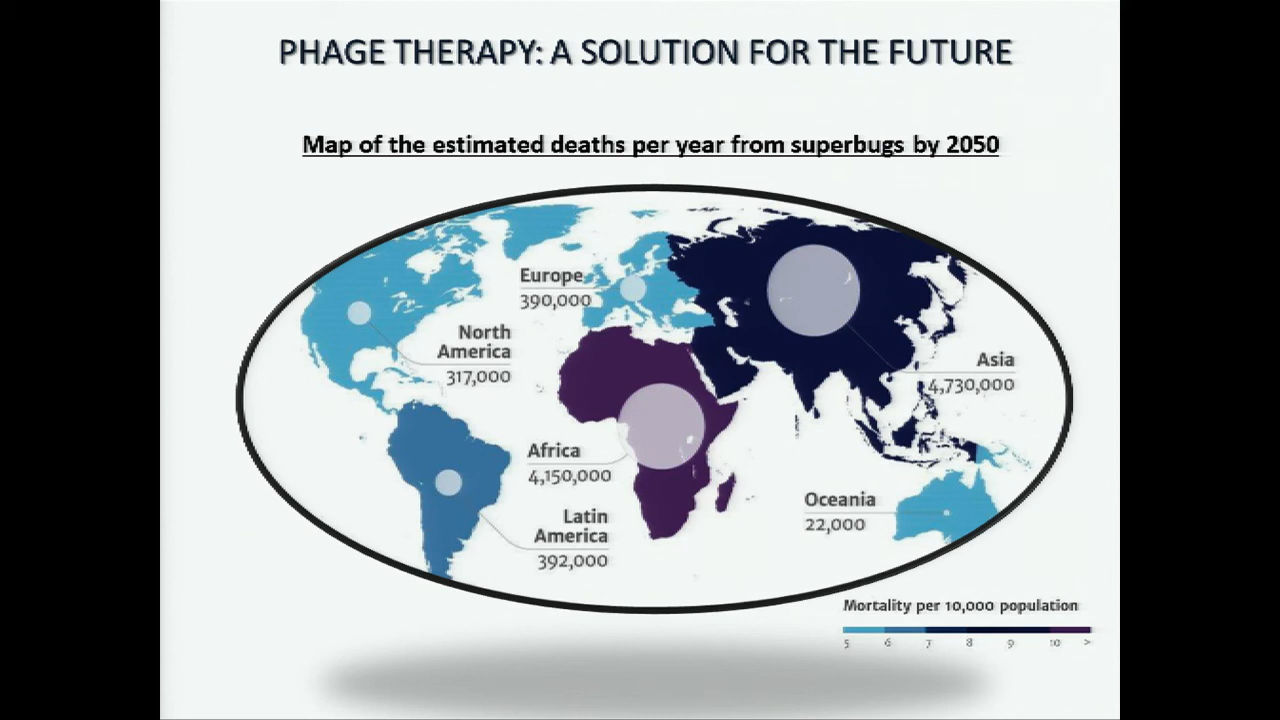 PHAGE THERAPY: A SOLUTION FOR THE FUTURE
Map of the estimated deaths per year from superbugs by 2050
Europe
390,000
North
America
317,000
Asia
4,730,000
Africa
4,150,000
Oceania
22,000
Latin
America
392,000
Mortality per 10,000 population
5 6 7 8 9 10 >